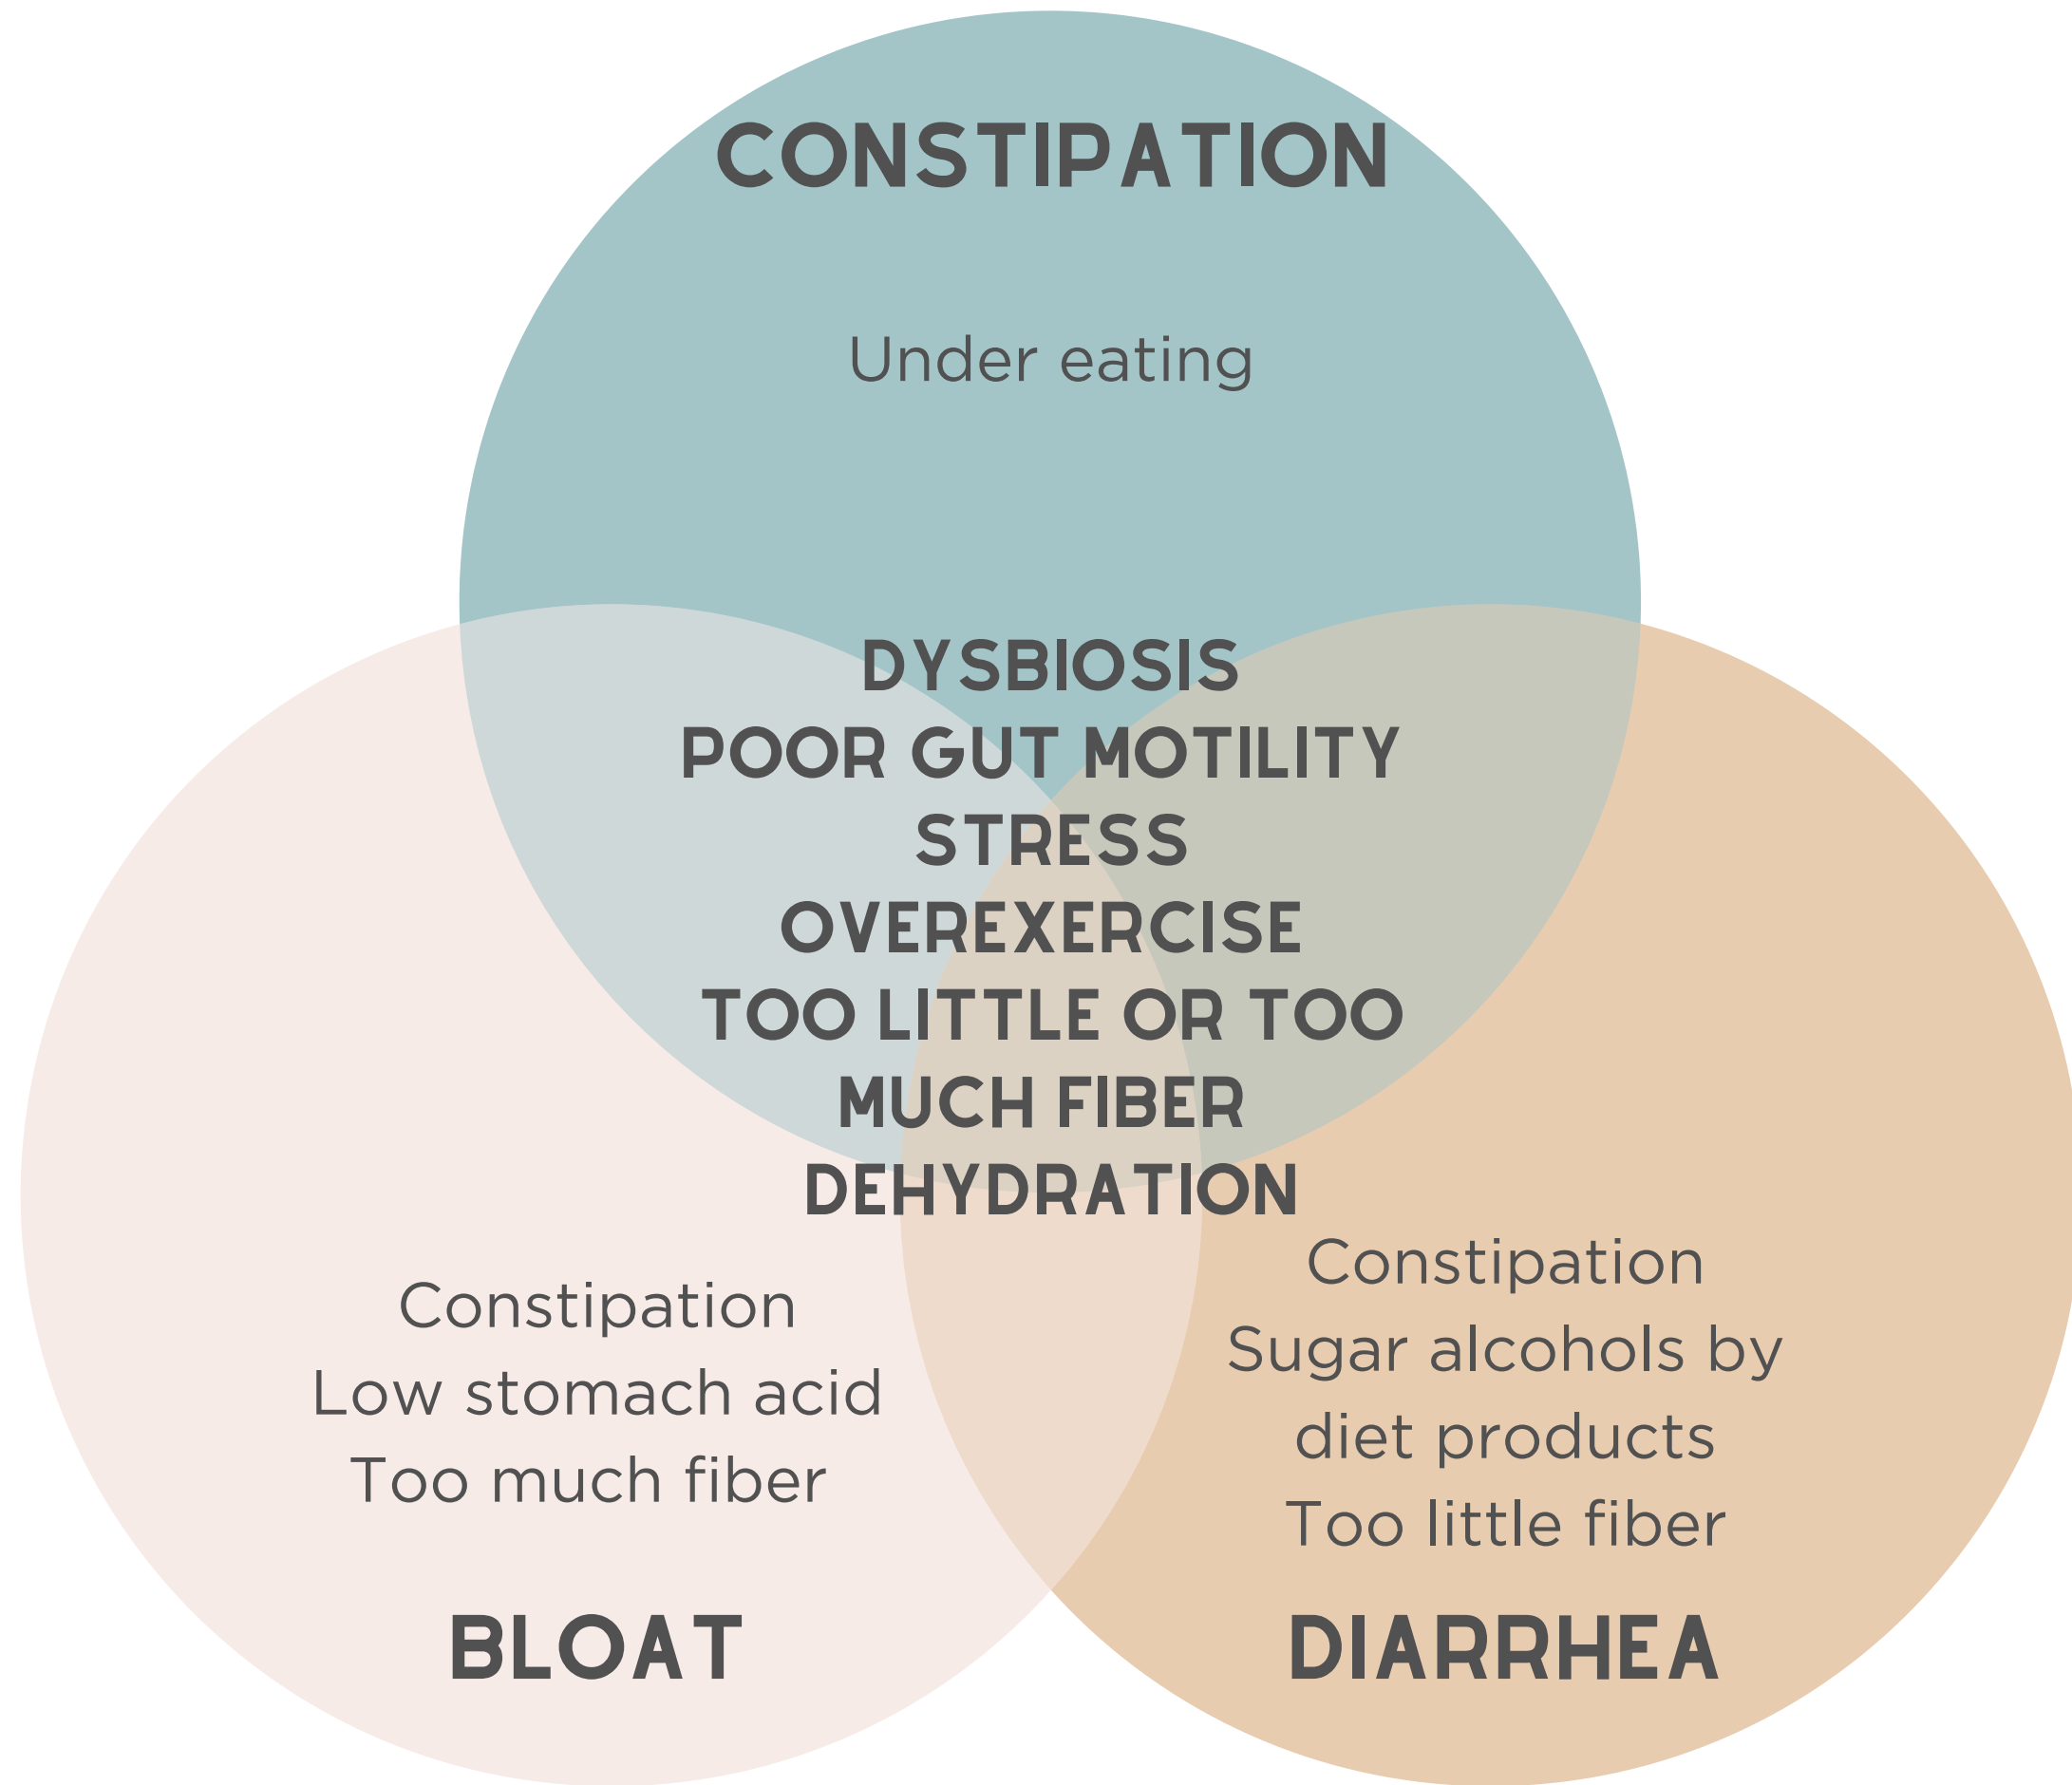 CONSTIPATION
Under eating
DYSBIOSIS
POOR GUT MOTILITY
STRESS
OVEREXERCISE
TOO LITTLE OR TOO
MUCH FIBER
DEHYDRATION
Constipation
Low stomach acid
Too much fiber
BLOAT
Constipation
Sugar alcohols by
diet products
Too little fiber
DIARRHEA